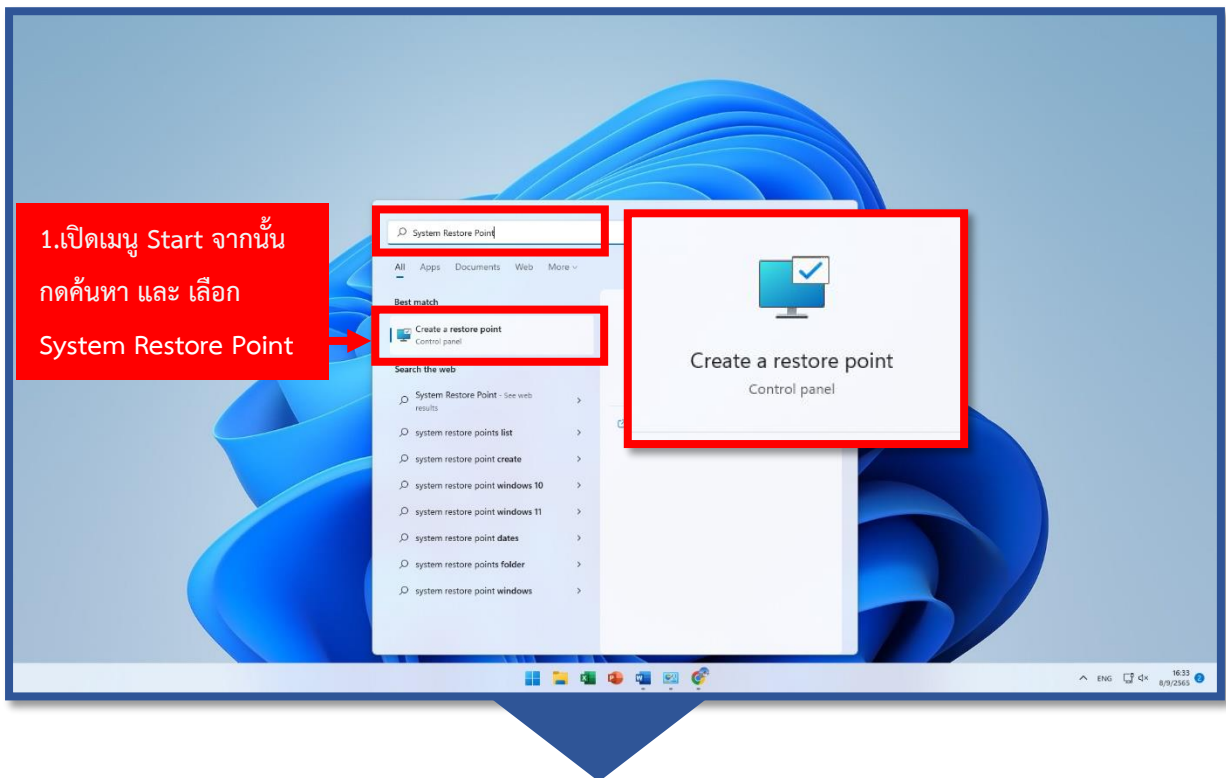 1.เปิดเมนู Start จากนั้น
กดค้นหา และ เลือก
System Restore Point
System Restore Point
All Apps Documents Web More
Best match
Create a restore point
Control panel
Search the web
System Restore Point - See web
results
system restore points list
system restore point create
system restore point windows 10
system restore point windows 11
system restore point dates
system restore points folder
system restore point windows
Create a restore point
Control panel
ENG
16:33
8/9/2565
2